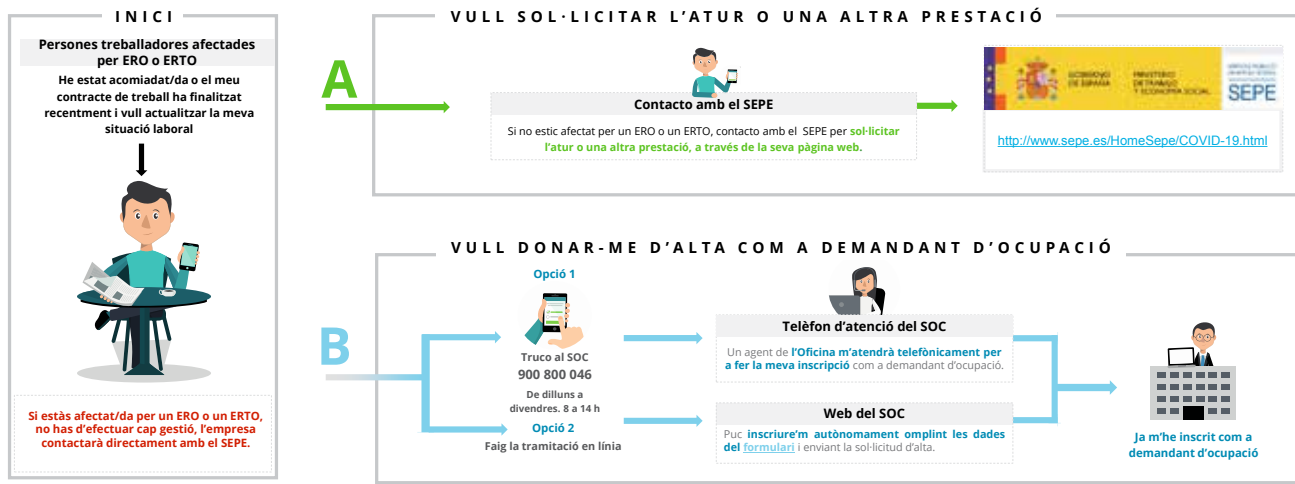 INICI
Persones treballadores afectades
per ERO o ERTO
He estat acomiadat/da o el meu
contracte de treball ha finalitzat
recentment i vull actualitzar la meva
situació laboral
Si estàs afectat/da per un ERO o un ERTO,
no has d'efectuar cap gestió, l'empresa
contactarà directament amb el SEPE.
VULL SOL·LICITAR L'ATUR O UNA ALTRA PRESTACIÓ
A
Contacto amb el SEPE
Si no estic afectat per un ERO o un ERTO, contacto amb el SEPE per sol·licitar
l'atur o una altra prestació, a través de la seva pàgina web.
GOBIERNO
DE ESPAÑA
MINISTERIO
DE TRABAJO
Y ECONOMÍA SOCIAL
SEPE
http://www.sepe.es/HomeSepe/COVID-19.html
VULL DONAR-ME D'ALTA COM A DEMANDANT D'OCUPACIÓ
B
Opció 1
Truco al SOC
900 800 046
De dilluns a
divendres. 8 a 14 h
Opció 2
Faig la tramitació en línia
Telèfon d'atenció del SOC
Un agent de l'Oficina m'atendrà telefònicament per
a fer la meva inscripció com a demandant d'ocupació.
Web del SOC
Puc inscriure'm autònomament omplint les dades
del formulari i enviant la sol·licitud d'alta.
Ja m'he inscrit com a
demandant d'ocupació